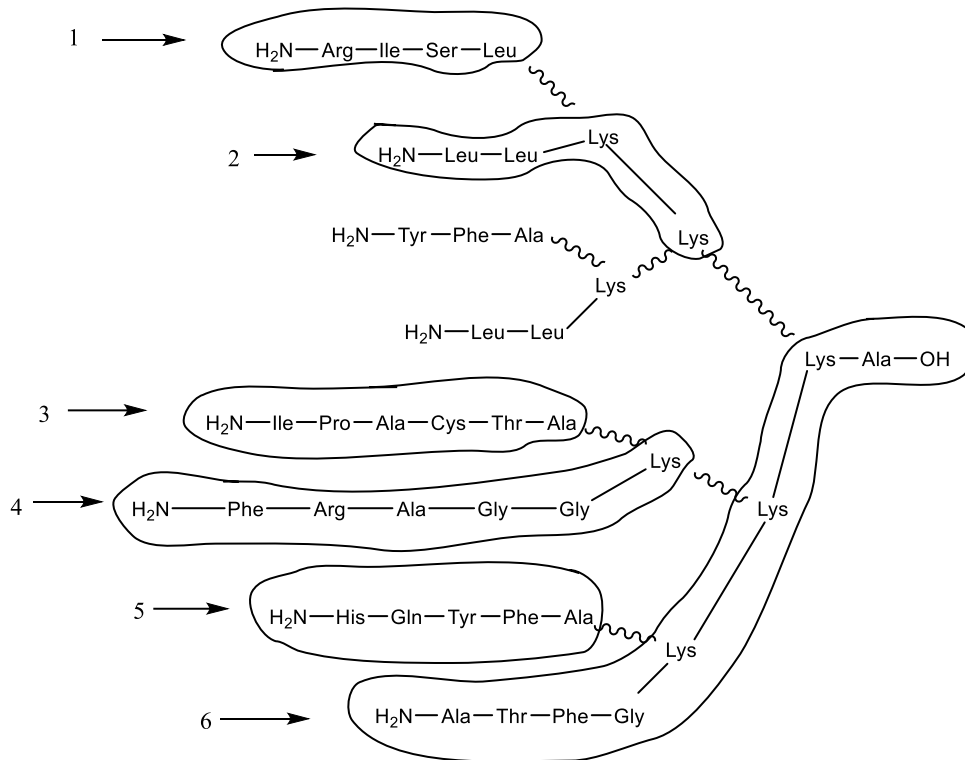 1
H₂N—Arg—Ile—Ser—Leu
2
H₂N—Leu—Leu—Lys
Lys
H₂N—Tyr—Phe—Ala
Lys
H₂N—Leu—Leu
Lys—Ala—OH
3
H₂N—Ile—Pro—Ala—Cys—Thr—Ala
Lys
4
H₂N—Phe—Arg—Ala—Gly—Gly
Lys
5
H₂N—His—Gln—Tyr—Phe—Ala
Lys
6
H₂N—Ala—Thr—Phe—Gly